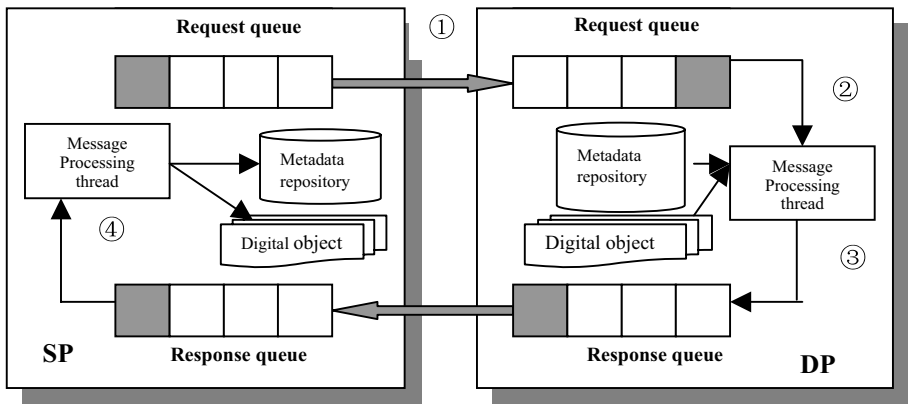 Request queue
①
Request queue
②
Message
Processing
thread
Metadata
repository
Metadata
repository
Message
Processing
thread
④
Digital object
Digital object
③
SP
Response queue
Response queue
DP